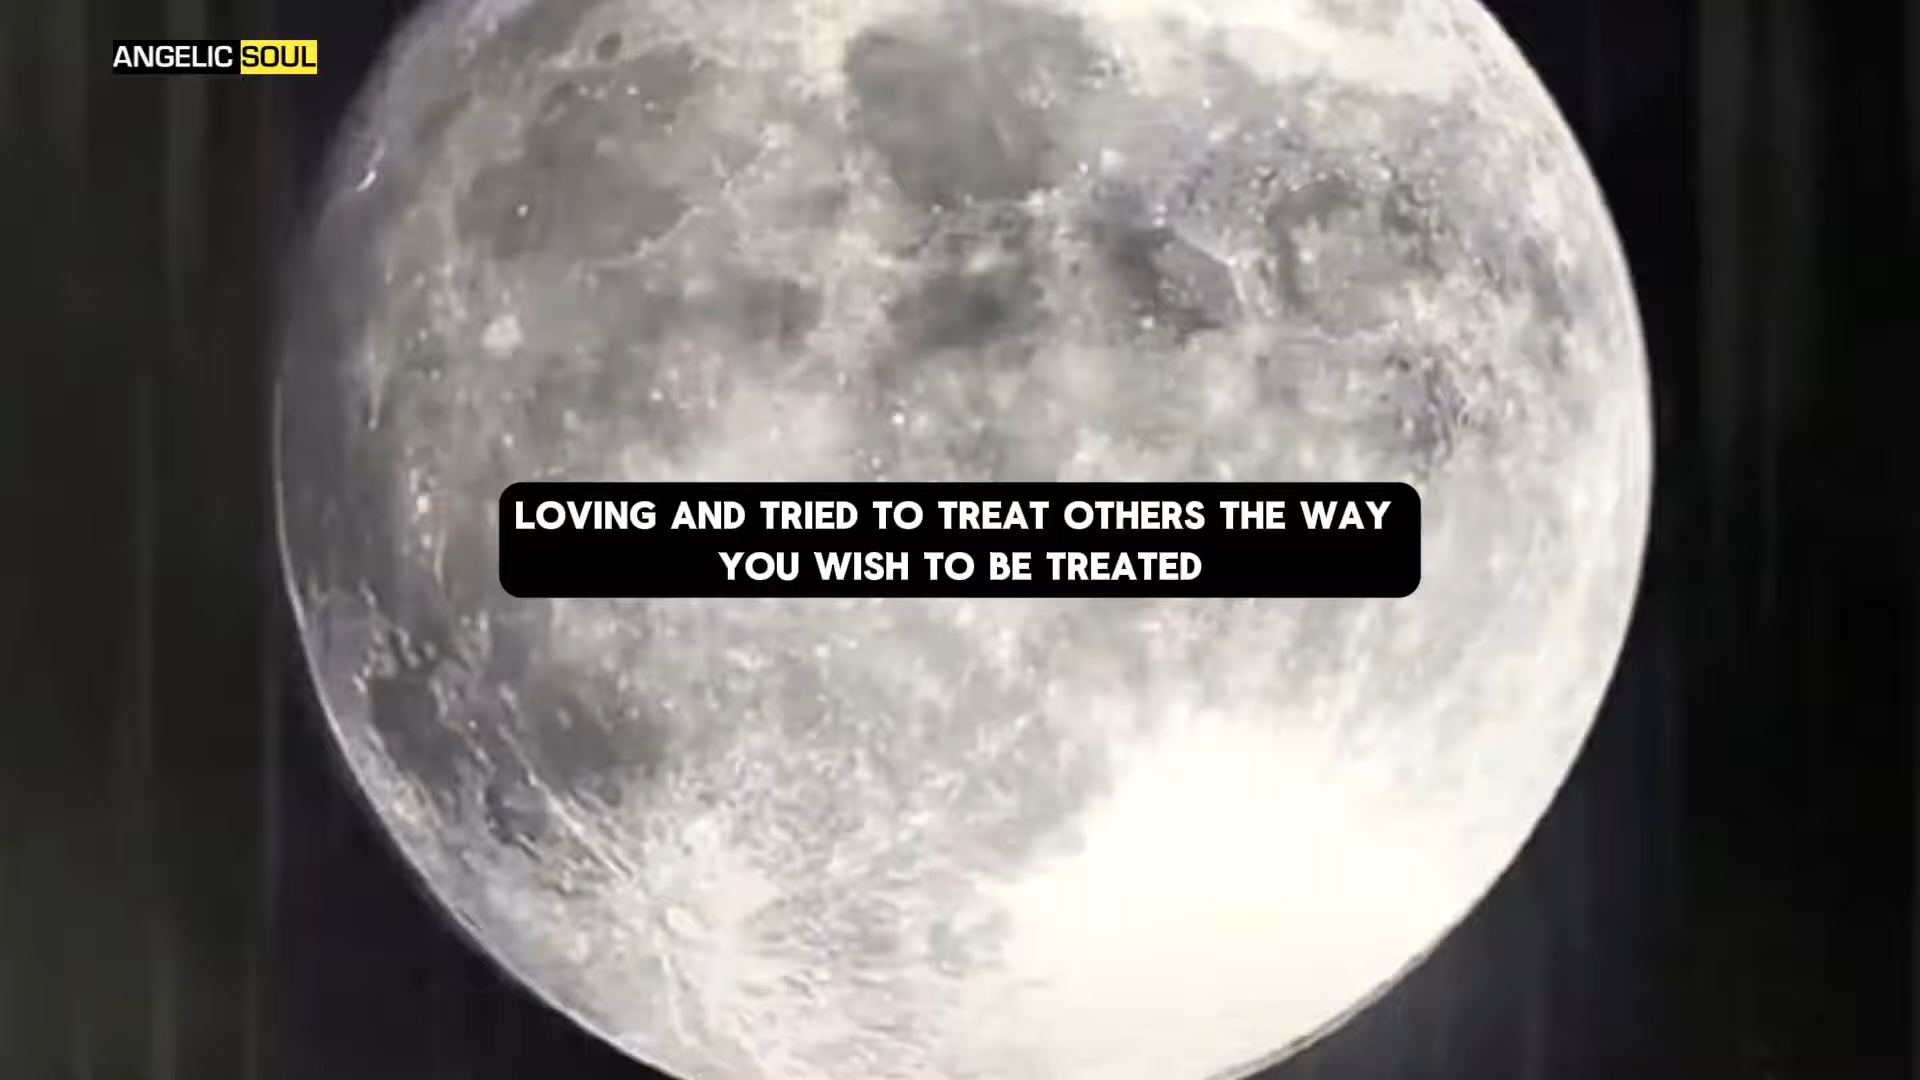 ANGELIC SOUL
LOVING AND TRIED TO TREAT OTHERS THE WAY
YOU WISH TO BE TREATED